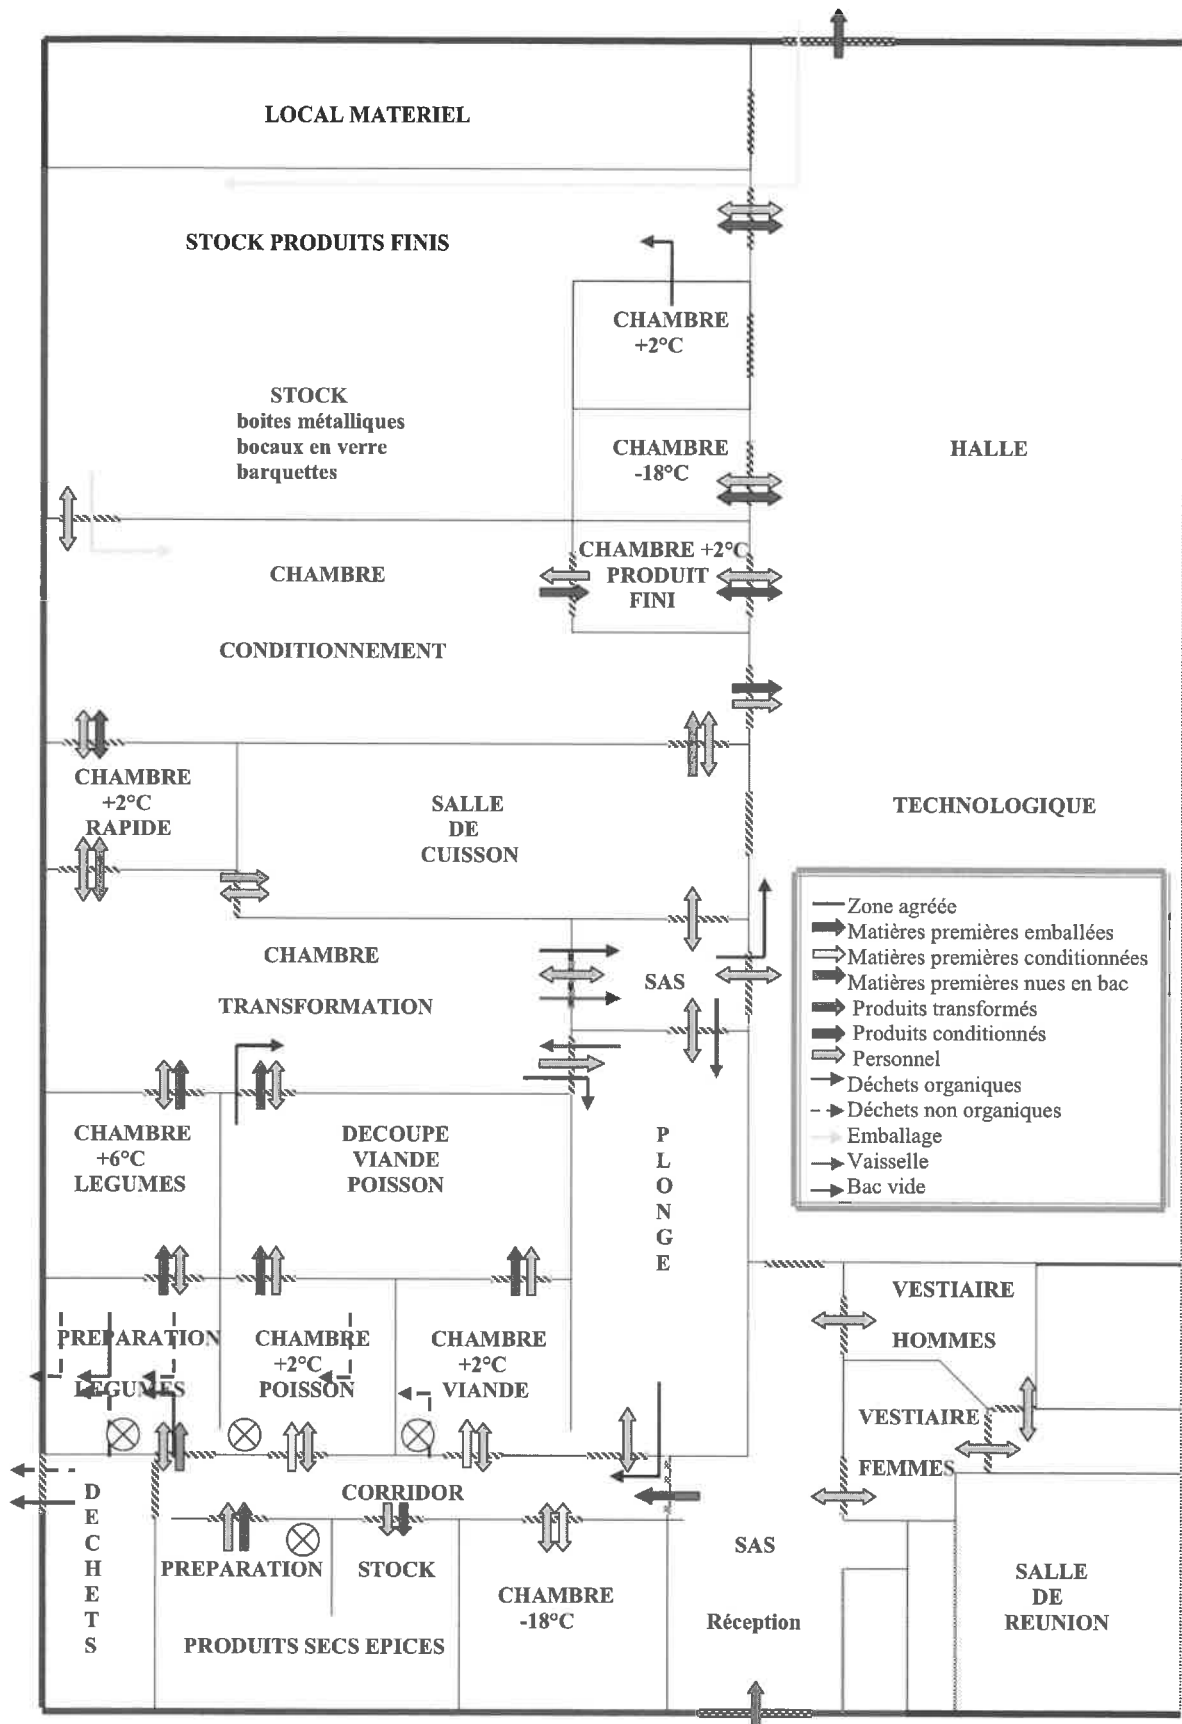 LOCAL MATERIEL
STOCK PRODUITS FINIS
CHAMBRE
+2°C
STOCK
boites métalliques
bocaux en verre
barquettes
CHAMBRE
-18°C
HALLE
CHAMBRE +2°C
PRODUIT
FINI
CHAMBRE
CONDITIONNEMENT
CHAMBRE
+2°C
RAPIDE
SALLE
DE
CUISSON
TECHNOLOGIQUE
Zone agréée
Matières premières emballées
Matières premières conditionnées
Matières premières nues en bac
Produits transformés
Produits conditionnés
Personnel
Déchets organiques
Déchets non organiques
Emballage
Vaisselle
Bac vide
CHAMBRE
TRANSFORMATION
SAS
CHAMBRE
+6°C
LEGUMES
DECOUPE
VIANDE
POISSON
P
L
O
N
G
E
VESTIAIRE
HOMMES
PREPARATION
LEGUMES
CHAMBRE
+2°C
POISSON
CHAMBRE
+2°C
VIANDE
VESTIAIRE
FEMMES
D
E
C
H
E
T
S
CORRIDOR
PREPARATION
STOCK
PRODUITS SECS EPICES
CHAMBRE
-18°C
SAS
Réception
SALLE
DE
REUNION